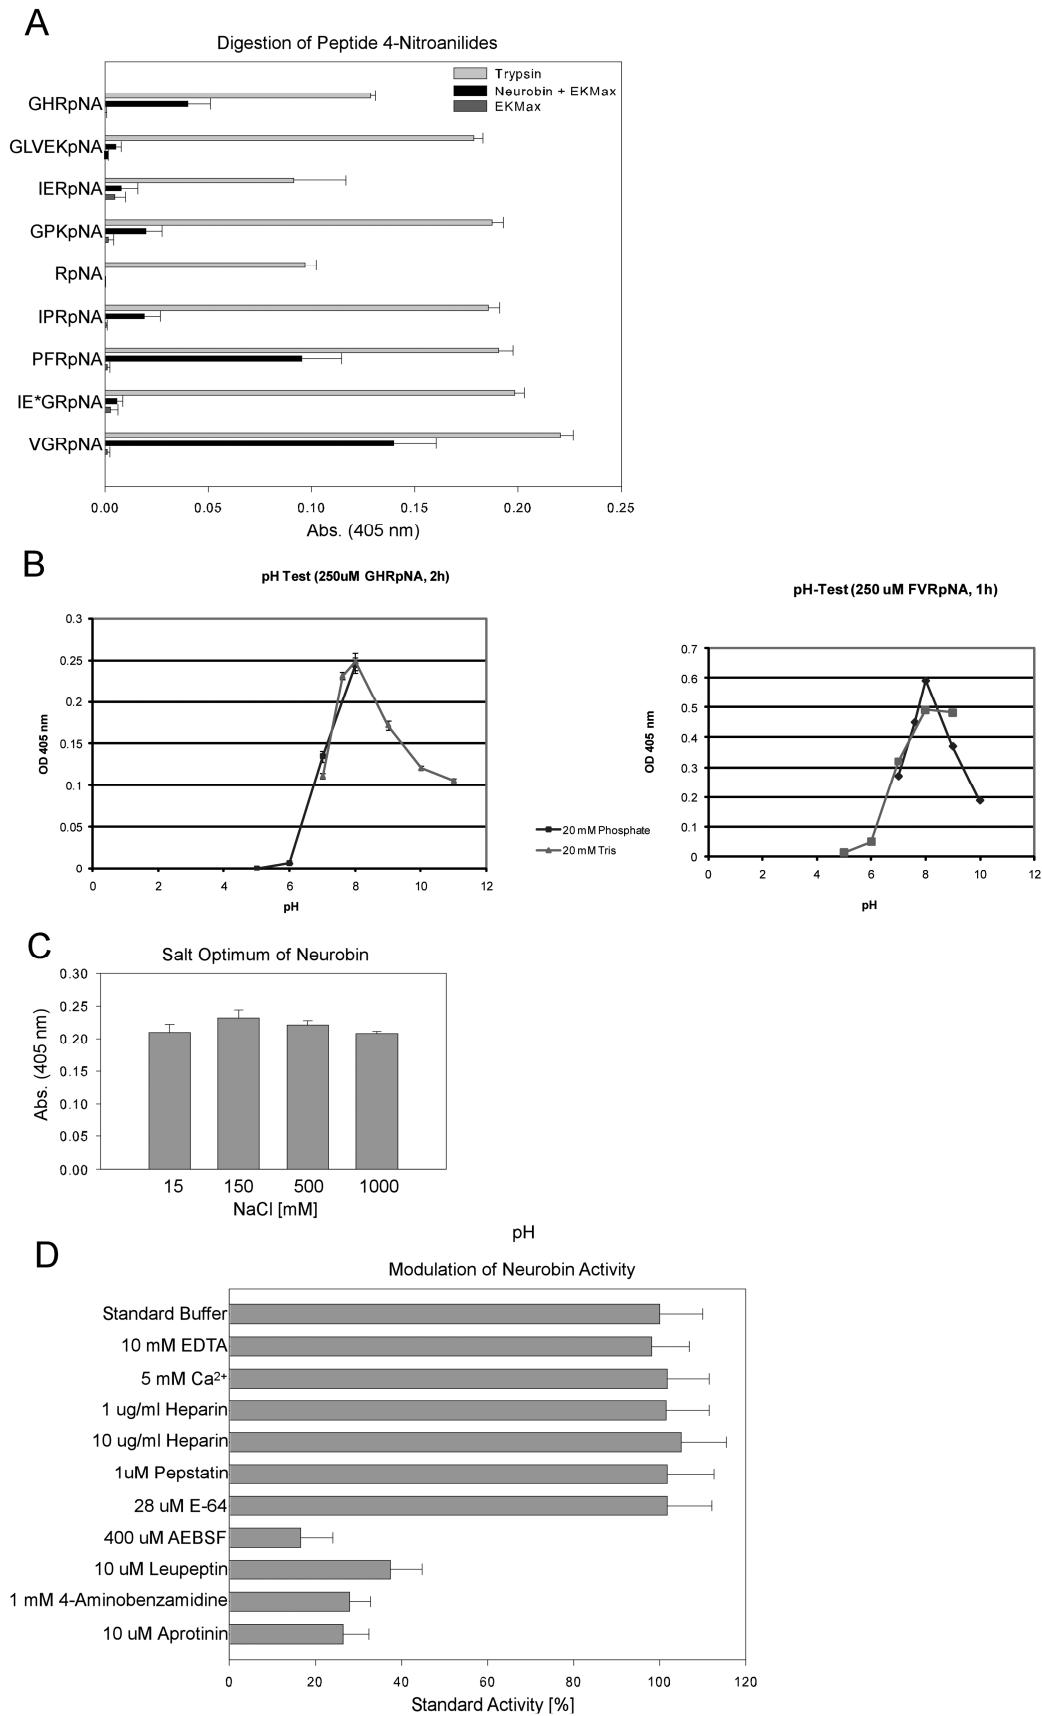 A
Digestion of Peptide 4-Nitroanilides
Trypsin
Neurobin + EKMax
EKMax
GHRpNA
GLVEKpNA
IERpNA
GPKpNA
RpNA
IPRpNA
PFRpNA
IE*GRpNA
VGRpNA
0.00 0.05 0.10 0.15 0.20 0.25
Abs. (405 nm)
B
pH Test (250uM GHRpNA, 2h)
0.3
0.25
0.2
0.15
0.1
0.05
0
OD 405 nm
0 2 4 6 8 10 12
pH
20 mM Phosphate
20 mM Tris
pH-Test (250 uM FVRpNA, 1h)
0.7
0.6
0.5
0.4
0.3
0.2
0.1
0
OD 405 nm
0 2 4 6 8 10 12
pH
C
Salt Optimum of Neurobin
0.30
0.25
0.20
0.15
0.10
0.05
0.00
Abs. (405 nm)
15 150 500 1000
NaCl [mM]
pH
D
Modulation of Neurobin Activity
Standard Buffer
10 mM EDTA
5 mM Ca²⁺
1 ug/ml Heparin
10 ug/ml Heparin
1uM Pepstatin
28 uM E-64
400 uM AEBSF
10 uM Leupeptin
1 mM 4-Aminobenzamidine
10 uM Aprotinin
0 20 40 60 80 100 120
Standard Activity [%]